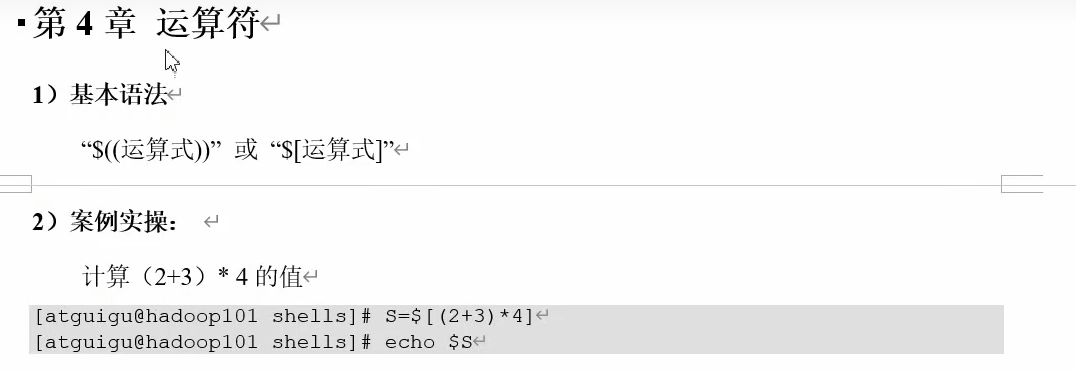 第 4 章 运算符
1）基本语法
“$((运算式))” 或 “$[运算式]”
2）案例实操：
计算（2+3）* 4 的值
[atguigu@hadoop101 shells]# S=$[(2+3)*4]
[atguigu@hadoop101 shells]# echo $S